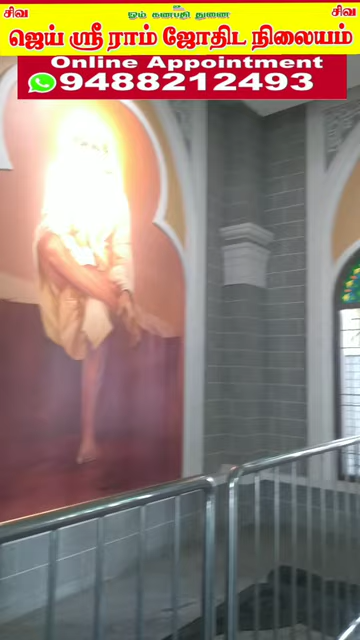 ஓம் கணபதி துணை
சிவ சிவ
ஜெய் ஸ்ரீ ராம் ஜோதிட நிலையம்
Online Appointment
9488212493